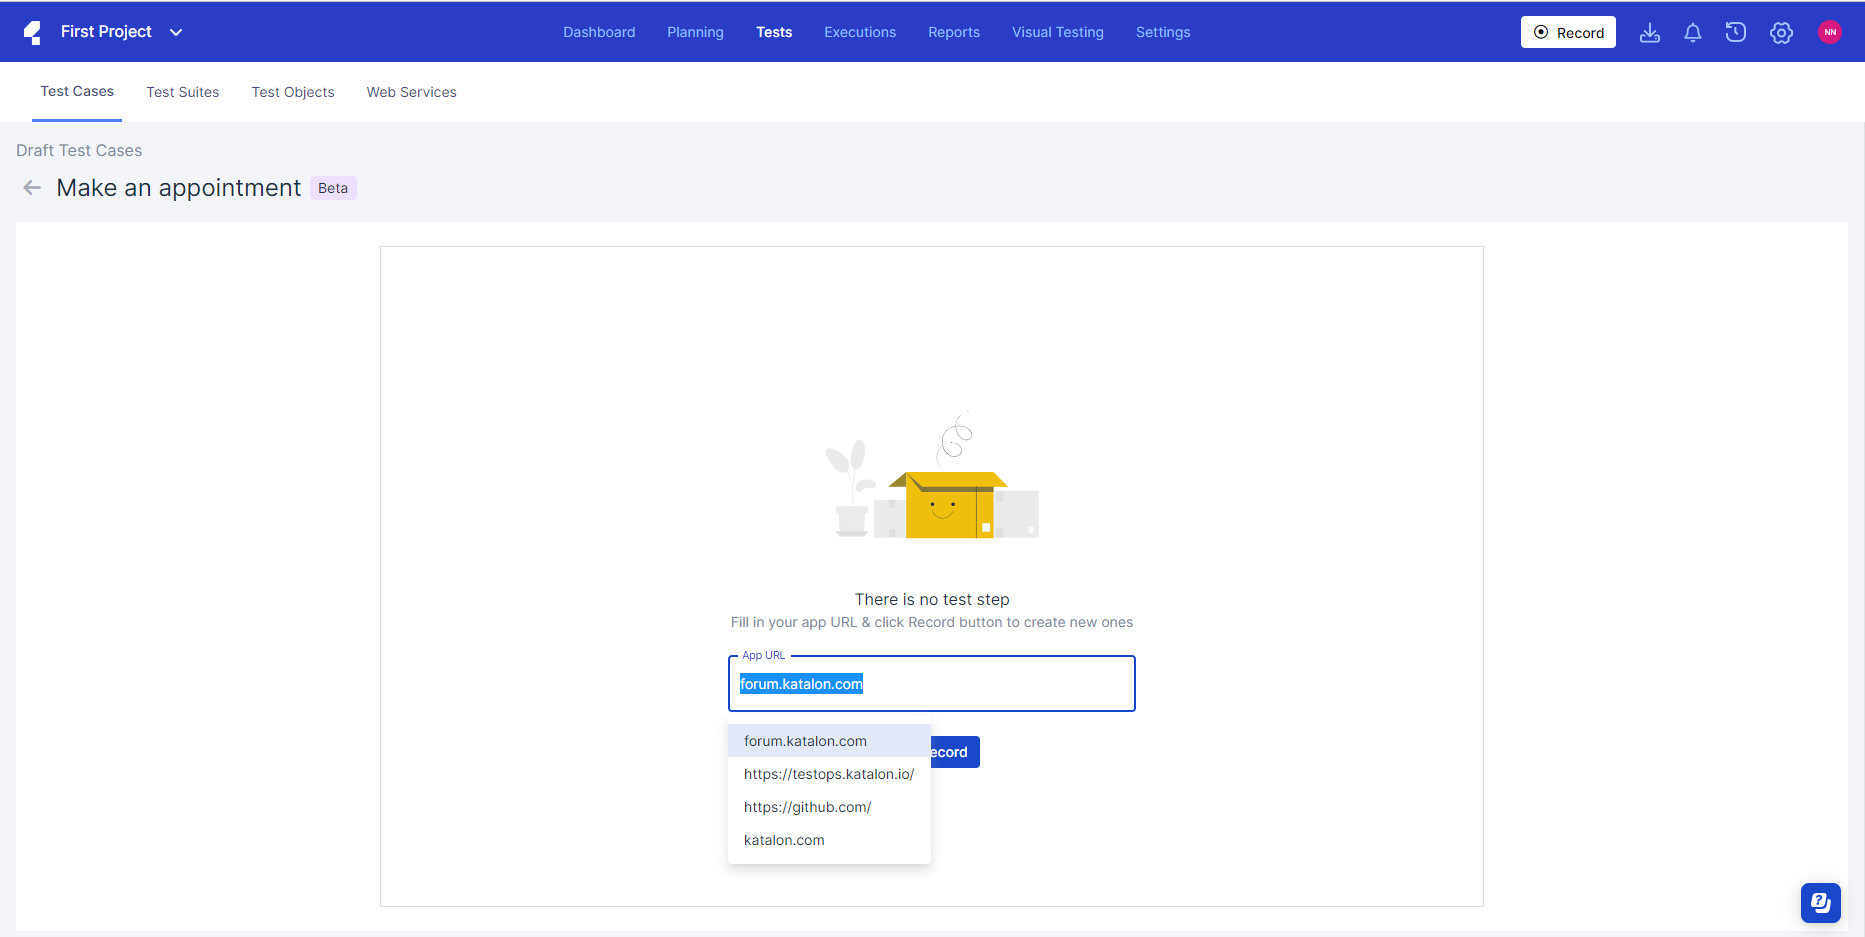 First Project
Dashboard Planning Tests Executions Reports Visual Testing Settings
Record
NN
Test Cases Test Suites Test Objects Web Services
Draft Test Cases
Make an appointment Beta
There is no test step
Fill in your app URL & click Record button to create new ones
App URL
forum.katalon.com
forum.katalon.com
ecord
https://testops.katalon.io/
https://github.com/
katalon.com